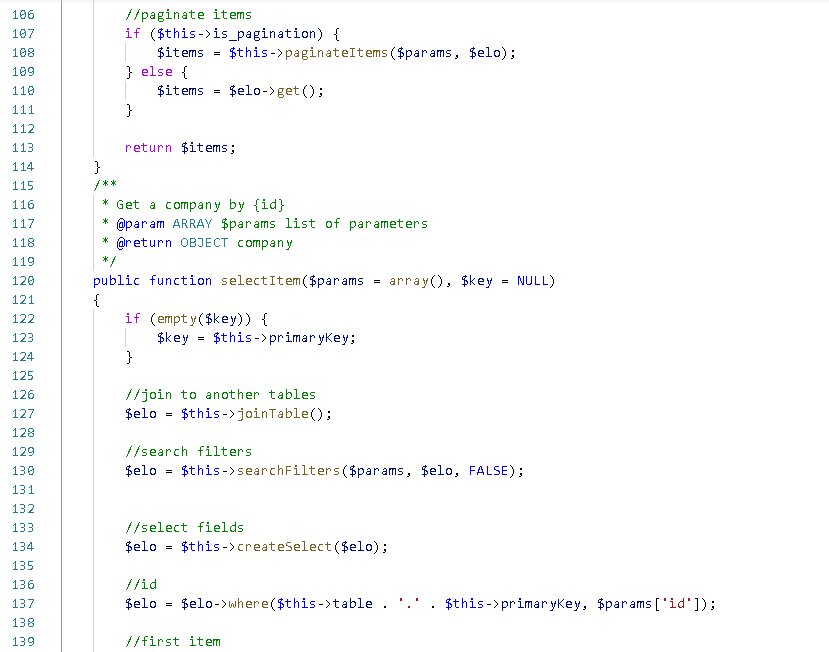 106 //paginate items
107 if ($this->is_pagination) {
108 $items = $this->paginateItems($params, $elo);
109 } else {
110 $items = $elo->get();
111 }
112
113 return $items;
114 }
115 /**
116 * Get a company by {id}
117 * @param ARRAY $params list of parameters
118 * @return OBJECT company
119 */
120 public function selectItem($params = array(), $key = NULL)
121 {
122 if (empty($key)) {
123 $key = $this->primaryKey;
124 }
125
126 //join to another tables
127 $elo = $this->joinTable();
128
129 //search filters
130 $elo = $this->searchFilters($params, $elo, FALSE);
131
132
133 //select fields
134 $elo = $this->createSelect($elo);
135
136 //id
137 $elo = $elo->where($this->table . '.' . $this->primaryKey, $params['id']);
138
139 //first item